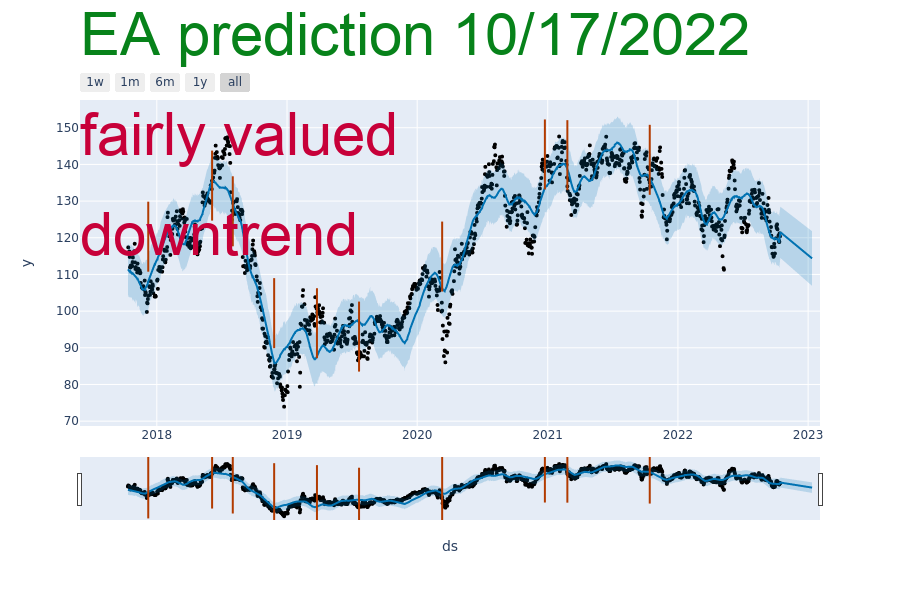 EA prediction 10/17/2022
1w 1m 6m 1y all
fairly valued
downtrend
150
140
130
120
110
100
90
80
70
y
2018 2019 2020 2021 2022 2023
ds